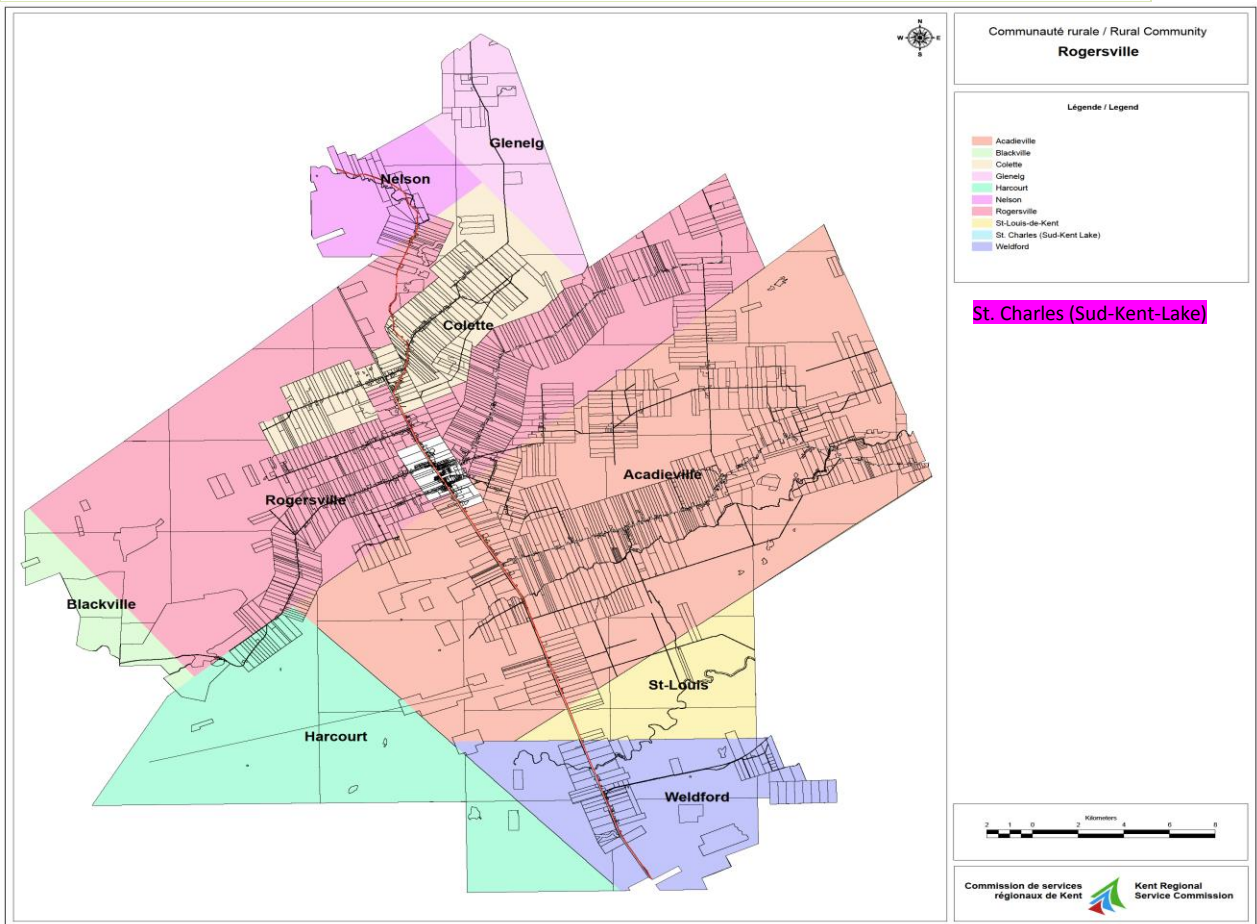 N
W E
S
Communauté rurale / Rural Community
Rogersville
Légende / Legend
Acadieville
Blackville
Colette
Glenelg
Harcourt
Nelson
Rogersville
St-Louis-de-Kent
St. Charles (Sud-Kent Lake)
Weldford
St. Charles (Sud-Kent-Lake)
Glenelg
Nelson
Colette
Acadieville
Rogersville
Blackville
St-Louis
Harcourt
Weldford
Kilometers
2 1 0 2 4 6 8
Commission de services
régionaux de Kent
Kent Regional
Service Commission